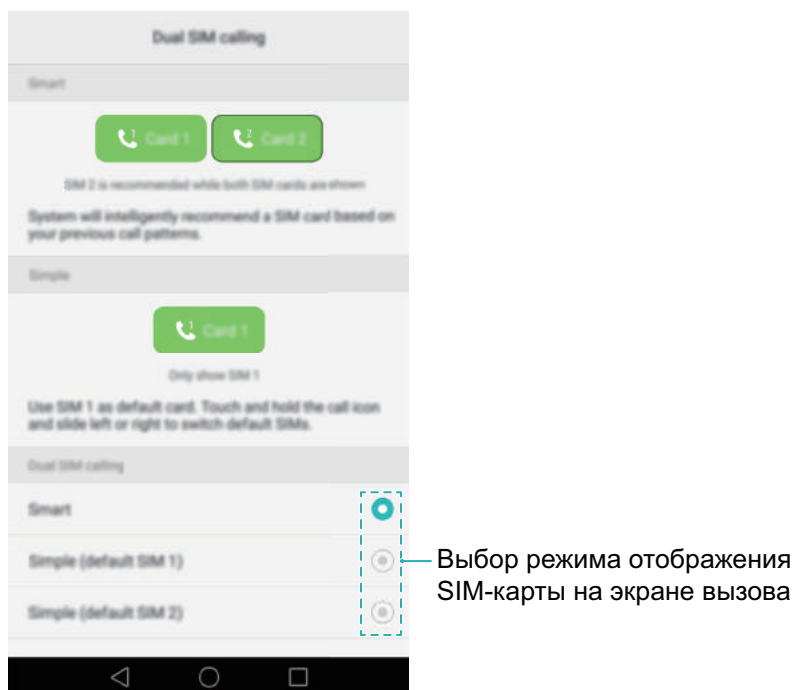 Dual SIM calling
Smart
1 Card 1
2 Card 2
SIM 2 is recommended while both SIM cards are shown
System will intelligently recommend a SIM card based on
your previous call patterns.
Simple
1 Card 1
Only show SIM 1
Use SIM 1 as default card. Touch and hold the call icon
and slide left or right to switch default SIMs.
Dual SIM calling
Smart
Simple (default SIM 1)
Simple (default SIM 2)
Выбор режима отображения
SIM-карты на экране вызова